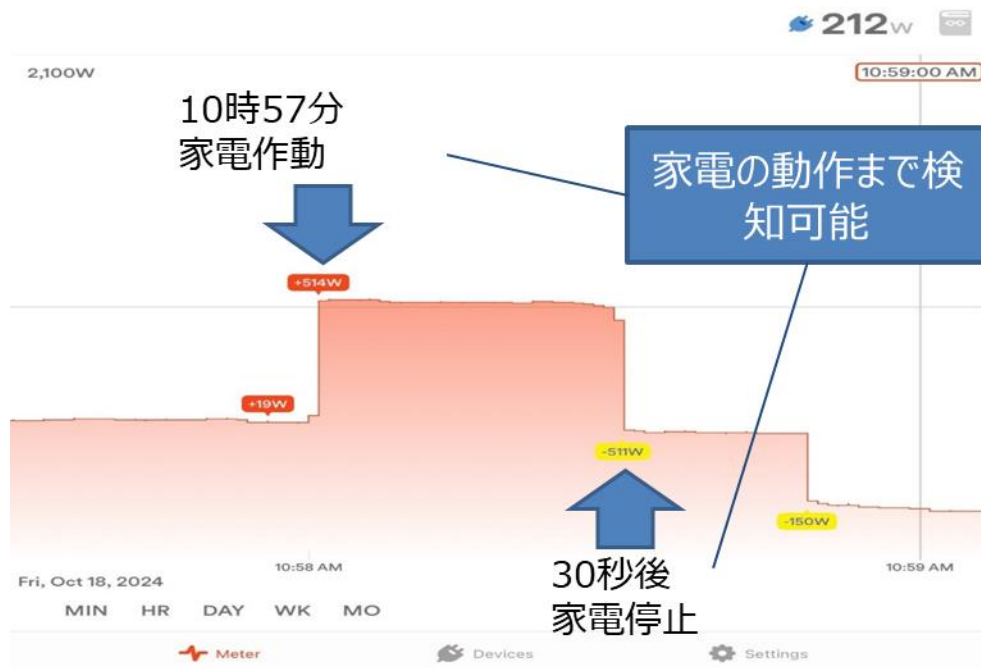 212w
2,100W
10:59:00 AM
10時57分
家電作動
家電の動作まで検
知可能
+514W
+19W
-511W
-150W
10:58 AM
10:59 AM
Fri, Oct 18, 2024
30秒後
家電停止
MIN HR DAY WK MO
Meter Devices Settings